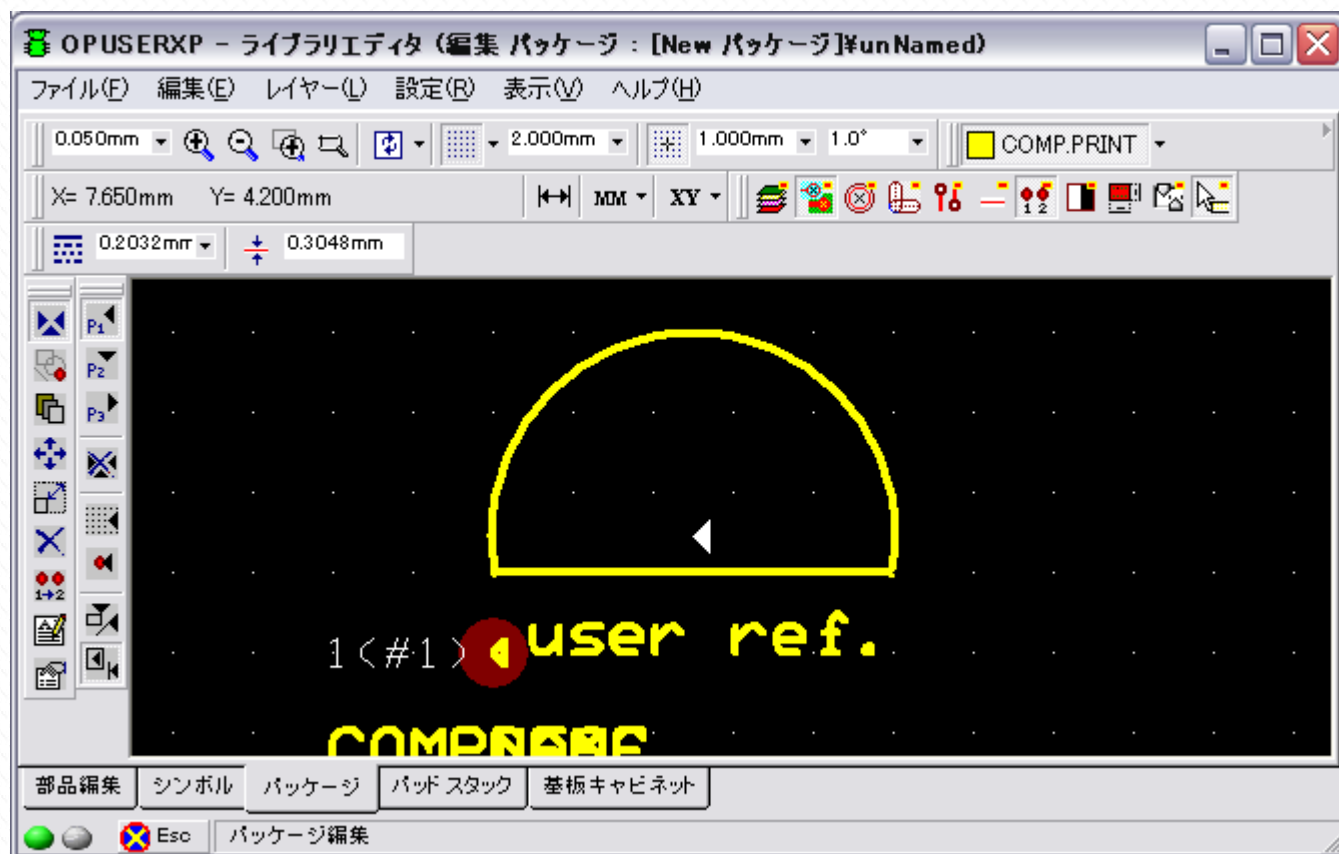 OPUSERXP - ライブラリエディタ (編集 パッケージ : [New パッケージ]¥unNamed)
ファイル(F) 編集(E) レイヤー(L) 設定(R) 表示(V) ヘルプ(H)
0.050mm 2.000mm 1.000mm 1.0° COMP.PRINT
X= 7.650mm Y= 4.200mm MM XY 1 2
0.2032mm 0.3048mm
P1
P2
P3
1→2
user ref.
1(#1)
部品編集 シンボル パッケージ パッド スタック 基板キャビネット
Esc パッケージ編集